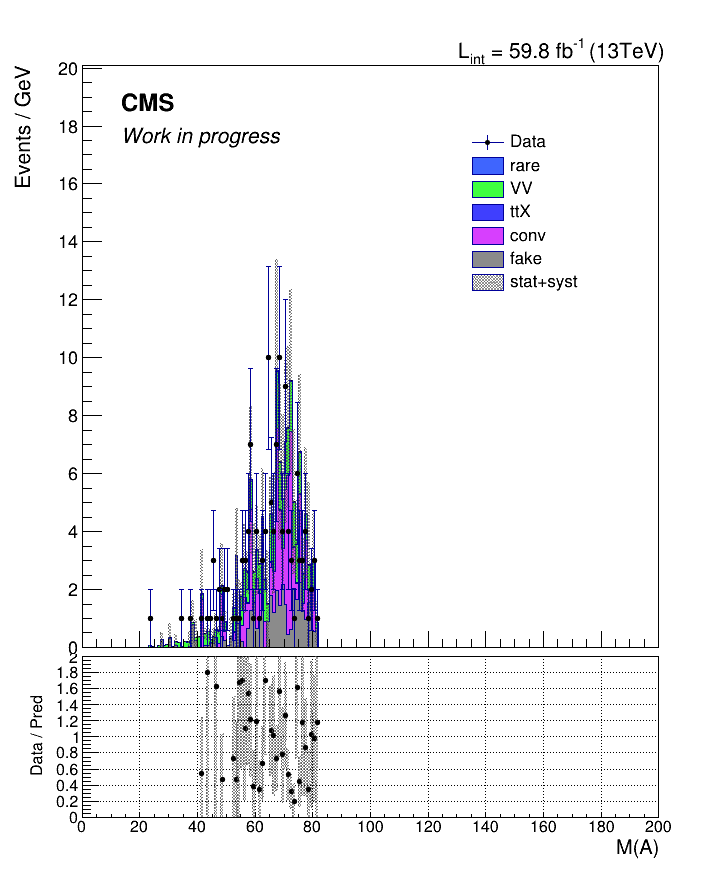 L_int = 59.8 fb^-1 (13TeV)
Events / GeV
20
18
16
14
12
10
8
6
4
2
0
CMS
Work in progress
Data
rare
VV
ttX
conv
fake
stat+syst
Data / Pred
2
1.8
1.6
1.4
1.2
1
0.8
0.6
0.4
0.2
0
0 20 40 60 80 100 120 140 160 180 200
M(A)